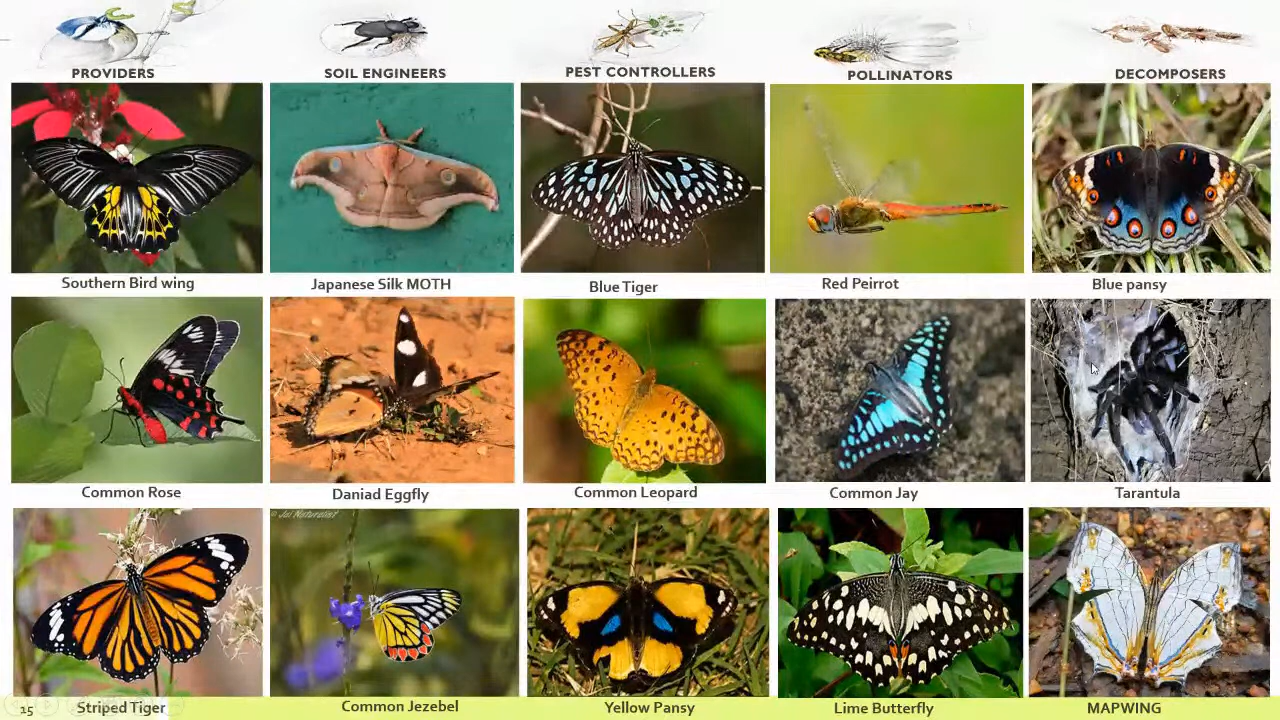 PROVIDERS
SOIL ENGINEERS
PEST CONTROLLERS
POLLINATORS
DECOMPOSERS
Southern Bird wing
Japanese Silk MOTH
Blue Tiger
Red Peirrot
Blue pansy
Common Rose
Daniad Eggfly
Common Leopard
Common Jay
Tarantula
© Jai Naturalist
15
Striped Tiger
Common Jezebel
Yellow Pansy
Lime Butterfly
MAPWING